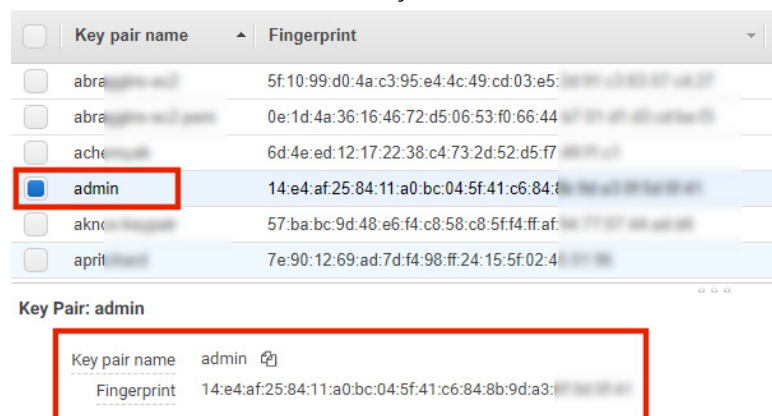 Key pair name Fingerprint
abra 5f:10:99:d0:4a:c3:95:e4:4c:49:cd:03:e5:
abra 0e:1d:4a:36:16:46:72:d5:06:53:f0:66:44
ache 6d:4e:ed:12:17:22:38:c4:73:2d:52:d5:f7
admin 14:e4:af:25:84:11:a0:bc:04:5f:41:c6:84:8
akno 57:ba:bc:9d:48:e6:f4:c8:58:c8:5f:f4:ff:af:
aprit 7e:90:12:69:ad:7d:f4:98:ff:24:15:5f:02:4
Key Pair: admin
Key pair name admin
Fingerprint 14:e4:af:25:84:11:a0:bc:04:5f:41:c6:84:8b:9d:a3: